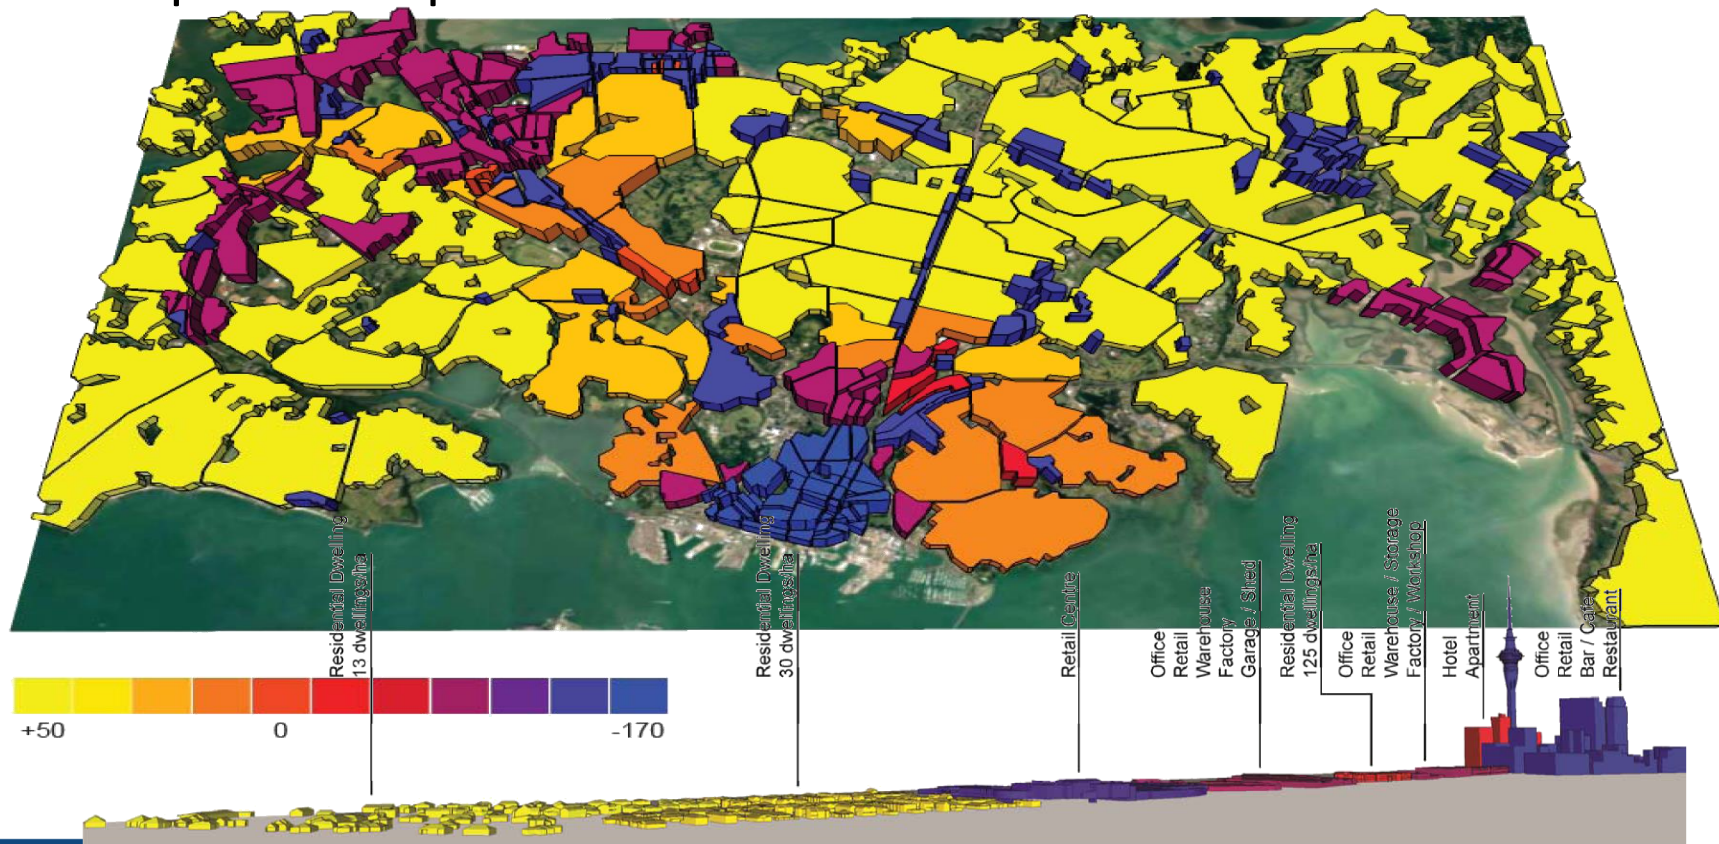 Residential Dwelling
13 dwellings/ha
Residential Dwelling
30 dwellings/ha
Retail Centre
Office
Retail
Warehouse
Factory
Garage / Shed
Residential Dwelling
125 dwellings/ha
Office
Retail
Warehouse / Storage
Factory / Workshop
Hotel
Apartment
Office
Retail
Bar / Cafe
Restaurant
+50
0
-170